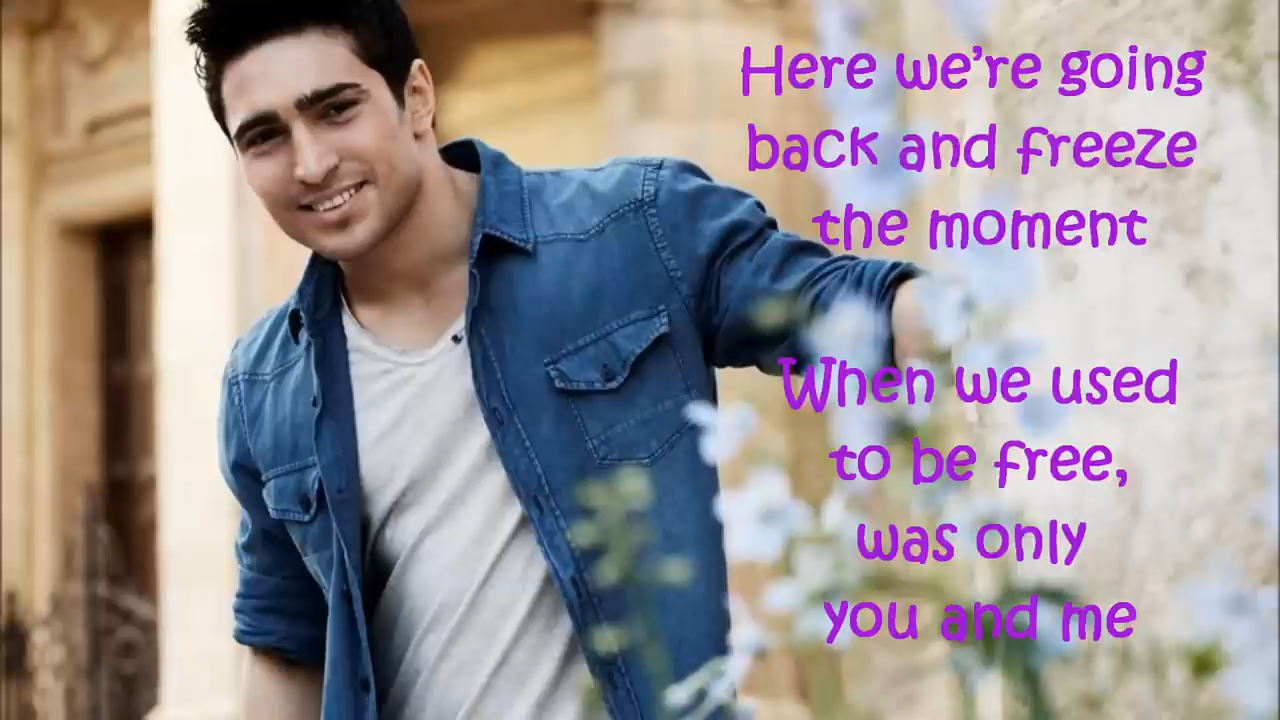 Here we're going
back and freeze
the moment
When we used
to be free,
was only
you and me